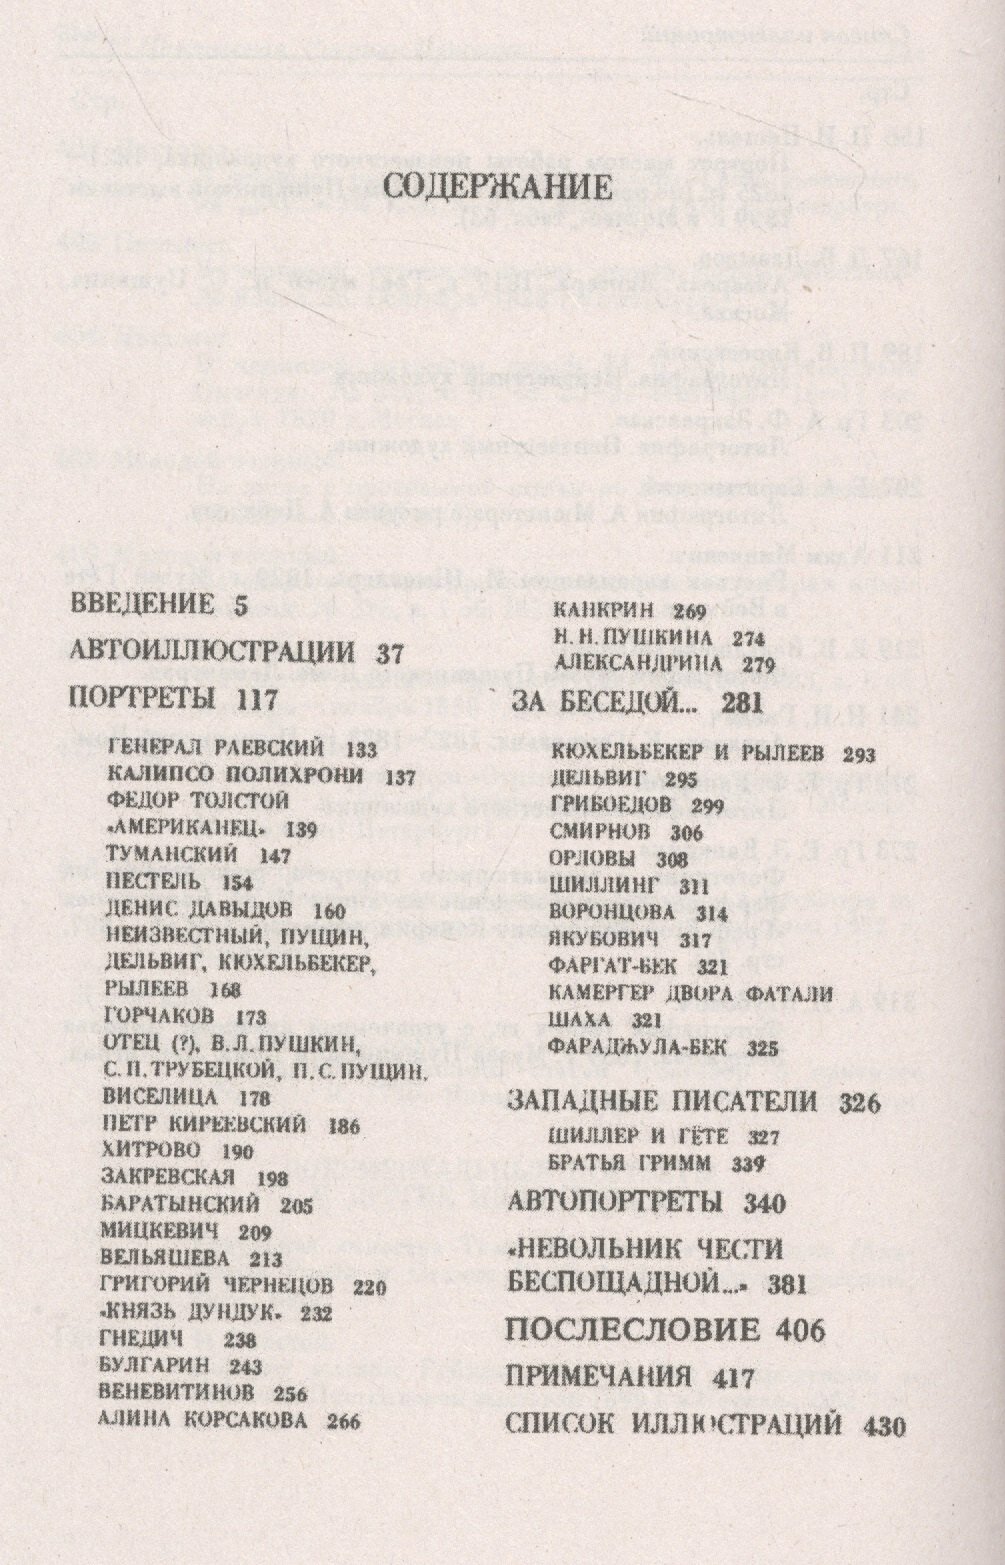 СОДЕРЖАНИЕ
ВВЕДЕНИЕ 5
АВТОИЛЛЮСТРАЦИИ 37
ПОРТРЕТЫ 117
ГЕНЕРАЛ РАЕВСКИЙ 133
КАЛИПСО ПОЛИХРОНИ 137
ФЕДОР ТОЛСТОЙ
«АМЕРИКАНЕЦ» 139
ТУМАНСКИЙ 147
ПЕСТЕЛЬ 154
ДЕНИС ДАВЫДОВ 160
НЕИЗВЕСТНЫЙ, ПУЩИН,
ДЕЛЬВИГ, КЮХЕЛЬБЕКЕР,
РЫЛЕЕВ 168
ГОРЧАКОВ 173
ОТЕЦ (?), В.Л.ПУШКИН,
С.П.ТРУБЕЦКОЙ, П.С.ПУЩИН.
ВИСЕЛИЦА 178
ПЕТР КИРЕЕВСКИЙ 186
ХИТРОВО 190
ЗАКРЕВСКАЯ 198
БАРАТЫНСКИЙ 205
МИЦКЕВИЧ 209
ВЕЛЬЯШЕВА 213
ГРИГОРИЙ ЧЕРНЕЦОВ 220
«КНЯЗЬ ДУНДУК» 232
ГНЕДИЧ 238
БУЛГАРИН 243
ВЕНЕВИТИНОВ 256
АЛИНА КОРСАКОВА 266
КАНКРИН 269
Н.Н.ПУШКИНА 274
АЛЕКСАНДРИНА 279
ЗА БЕСЕДОЙ... 281
КЮХЕЛЬБЕКЕР И РЫЛЕЕВ 293
ДЕЛЬВИГ 295
ГРИБОЕДОВ 299
СМИРНОВ 306
ОРЛОВЫ 308
ШИЛЛИНГ 311
ВОРОНЦОВА 314
ЯКУБОВИЧ 317
ФАРГАТ-БЕК 321
КАМЕРГЕР ДВОРА ФАТАЛИ
ШАХА 321
ФАРАДЖУЛА-БЕК 325
ЗАПАДНЫЕ ПИСАТЕЛИ 326
ШИЛЛЕР И ГЁТЕ 327
БРАТЬЯ ГРИММ 339
АВТОПОРТРЕТЫ 340
«НЕВОЛЬНИК ЧЕСТИ
БЕСПОЩАДНОЙ...» 381
ПОСЛЕСЛОВИЕ 406
ПРИМЕЧАНИЯ 417
СПИСОК ИЛЛЮСТРАЦИЙ 430